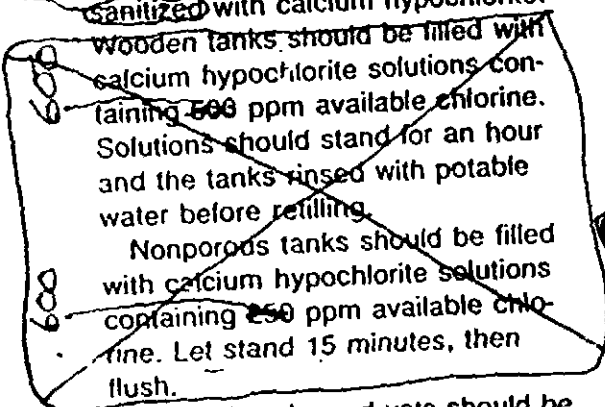 sanitized with calcium hypochlorite.
Wooden tanks should be filled with
calcium hypochlorite solutions con-
taining 500 ppm available chlorine.
Solutions should stand for an hour
and the tanks rinsed with potable
water before refilling.
Nonporous tanks should be filled
with calcium hypochlorite solutions
containing 250 ppm available chlo-
rine. Let stand 15 minutes, then
flush.
should be